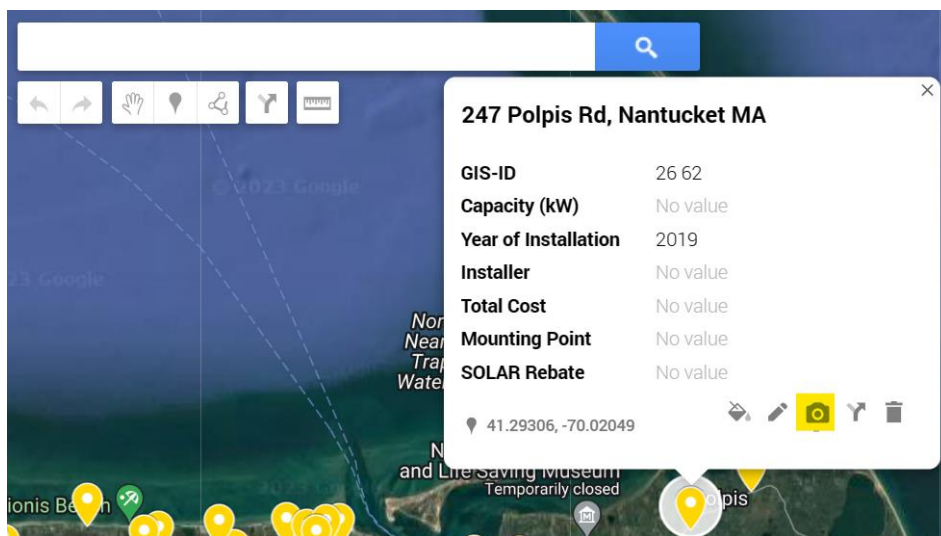 247 Polpis Rd, Nantucket MA
GIS-ID 26 62
Capacity (kW) No value
Year of Installation 2019
Installer No value
Total Cost No value
Mounting Point No value
SOLAR Rebate No value
41.29306, -70.02049
© 2023 Google
23 Google
Nor
Near
Trap
Water
N
and Life Saving Museum
Temporarily closed
ionis Be h
olpis